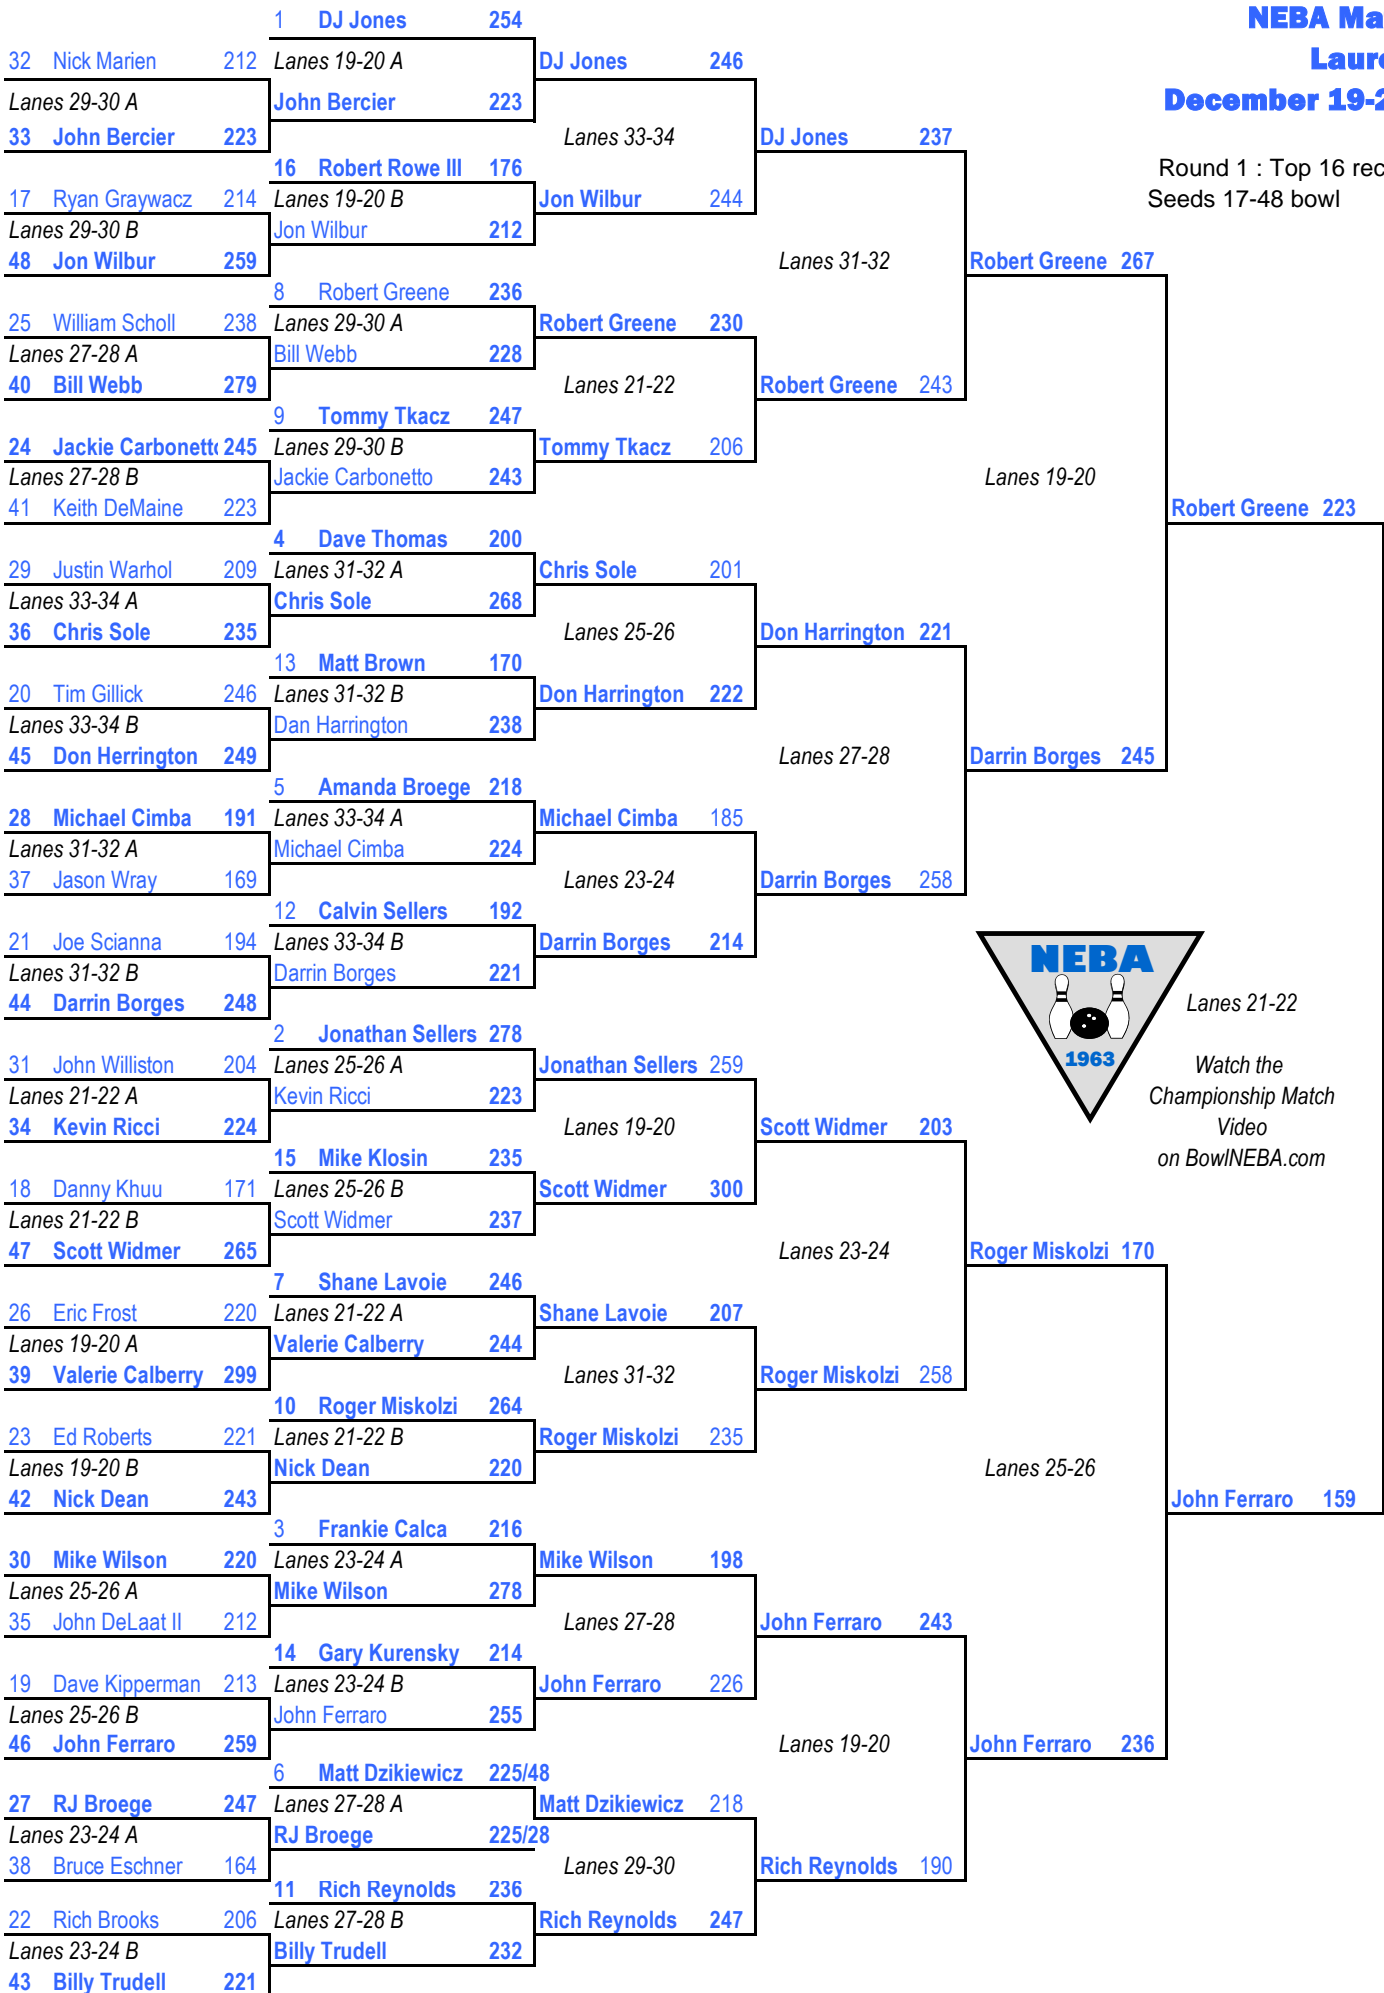 1 DJ Jones 254
NEBA Ma
32 Nick Marien 212 Lanes 19-20 A DJ Jones 246
Laure
Lanes 29-30 A John Bercier 223
December 19-2
33 John Bercier 223 Lanes 33-34 DJ Jones 237
16 Robert Rowe III 176
Round 1 : Top 16 rec
17 Ryan Graywacz 214 Lanes 19-20 B Jon Wilbur 244
Seeds 17-48 bowl
Lanes 29-30 B Jon Wilbur 212
48 Jon Wilbur 259 Lanes 31-32 Robert Greene 267
8 Robert Greene 236
25 William Scholl 238 Lanes 29-30 A Robert Greene 230
Lanes 27-28 A Bill Webb 228
40 Bill Webb 279 Lanes 21-22 Robert Greene 243
9 Tommy Tkacz 247
24 Jackie Carbonett 245 Lanes 29-30 B Tommy Tkacz 206
Lanes 27-28 B Jackie Carbonetto 243 Lanes 19-20
41 Keith DeMaine 223 Robert Greene 223
4 Dave Thomas 200
29 Justin Warhol 209 Lanes 31-32 A Chris Sole 201
Lanes 33-34 A Chris Sole 268
36 Chris Sole 235 Lanes 25-26 Don Harrington 221
13 Matt Brown 170
20 Tim Gillick 246 Lanes 31-32 B Don Harrington 222
Lanes 33-34 B Dan Harrington 238
45 Don Herrington 249 Lanes 27-28 Darrin Borges 245
5 Amanda Broege 218
28 Michael Cimba 191 Lanes 33-34 A Michael Cimba 185
Lanes 31-32 A Michael Cimba 224
37 Jason Wray 169 Lanes 23-24 Darrin Borges 258
12 Calvin Sellers 192
21 Joe Scianna 194 Lanes 33-34 B Darrin Borges 214
NEBA
Lanes 31-32 B Darrin Borges 221
44 Darrin Borges 248 Lanes 21-22
2 Jonathan Sellers 278
31 John Williston 204 Lanes 25-26 A Jonathan Sellers 259
1963 Watch the
Lanes 21-22 A Kevin Ricci 223 Championship Match
34 Kevin Ricci 224 Lanes 19-20 Scott Widmer 203 Video
15 Mike Klosin 235 on BowlNEBA.com
18 Danny Khuu 171 Lanes 25-26 B Scott Widmer 300
Lanes 21-22 B Scott Widmer 237
47 Scott Widmer 265 Lanes 23-24 Roger Miskolzi 170
7 Shane Lavoie 246
26 Eric Frost 220 Lanes 21-22 A Shane Lavoie 207
Lanes 19-20 A Valerie Calberry 244
39 Valerie Calberry 299 Lanes 31-32 Roger Miskolzi 258
10 Roger Miskolzi 264
23 Ed Roberts 221 Lanes 21-22 B Roger Miskolzi 235
Lanes 19-20 B Nick Dean 220 Lanes 25-26
42 Nick Dean 243 John Ferraro 159
3 Frankie Calca 216
30 Mike Wilson 220 Lanes 23-24 A Mike Wilson 198
Lanes 25-26 A Mike Wilson 278
35 John DeLaat II 212 Lanes 27-28 John Ferraro 243
14 Gary Kurensky 214
19 Dave Kipperman 213 Lanes 23-24 B John Ferraro 226
Lanes 25-26 B John Ferraro 255
46 John Ferraro 259 Lanes 19-20 John Ferraro 236
6 Matt Dzikiewicz 225/48
27 RJ Broege 247 Lanes 27-28 A Matt Dzikiewicz 218
Lanes 23-24 A RJ Broege 225/28
38 Bruce Eschner 164 Lanes 29-30 Rich Reynolds 190
11 Rich Reynolds 236
22 Rich Brooks 206 Lanes 27-28 B Rich Reynolds 247
Lanes 23-24 B Billy Trudell 232
43 Billy Trudell 221